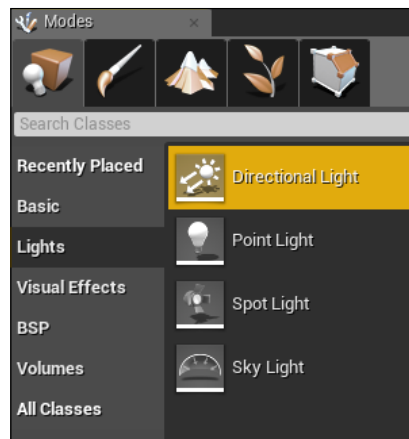 Modes
Search Classes
Recently Placed
Basic
Lights
Visual Effects
BSP
Volumes
All Classes
Directional Light
Point Light
Spot Light
Sky Light